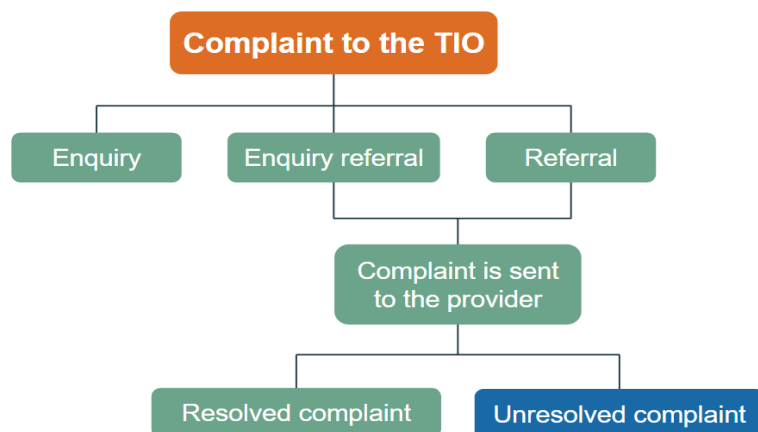 Complaint to the TIO
Enquiry
Enquiry referral
Referral
Complaint is sent
to the provider
Resolved complaint
Unresolved complaint